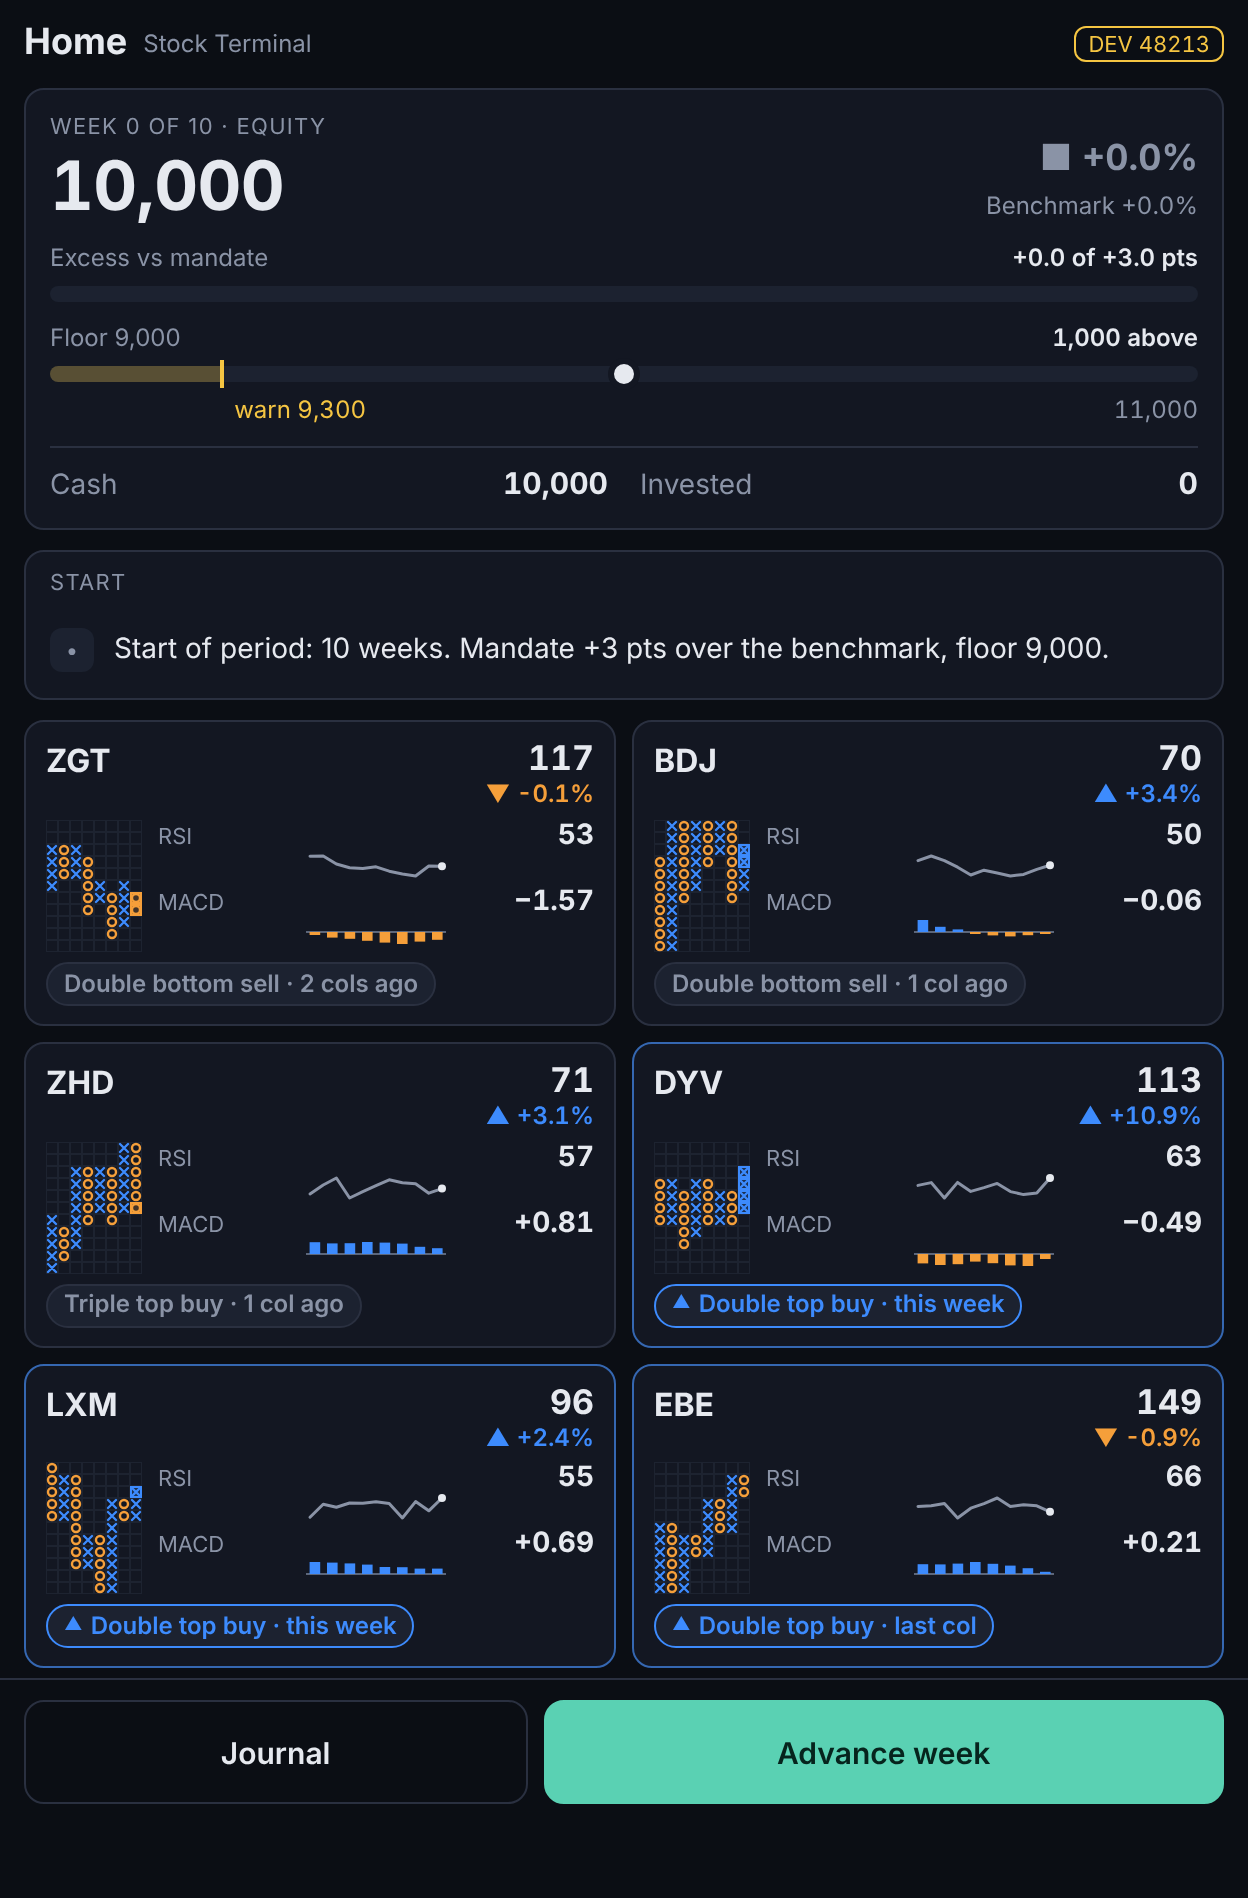 Home Stock Terminal DEV 48213
WEEK 0 OF 10 · EQUITY
10,000 +0.0%
Benchmark +0.0%
Excess vs mandate +0.0 of +3.0 pts
Floor 9,000 1,000 above
warn 9,300 11,000
Cash 10,000 Invested 0
START
Start of period: 10 weeks. Mandate +3 pts over the benchmark, floor 9,000.
ZGT 117
▼ -0.1%
RSI 53
MACD −1.57
Double bottom sell · 2 cols ago
BDJ 70
▲ +3.4%
RSI 50
MACD −0.06
Double bottom sell · 1 col ago
ZHD 71
▲ +3.1%
RSI 57
MACD +0.81
Triple top buy · 1 col ago
DYV 113
▲ +10.9%
RSI 63
MACD −0.49
▲ Double top buy · this week
LXM 96
▲ +2.4%
RSI 55
MACD +0.69
▲ Double top buy · this week
EBE 149
▼ -0.9%
RSI 66
MACD +0.21
▲ Double top buy · last col
Journal Advance week